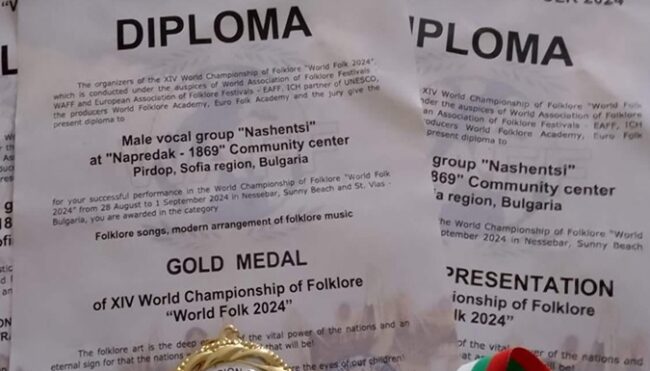 DIPLOMA
The organizers of the XIV World Championship of Folklore "World Folk 2024",
which is conducted under the auspices of World Association of Folklore Festivals
WAFF and European Association of Folklore Festivals - EAFF, ICH partner of UNESCO,
the producers World Folklore Academy, Euro Folk Academy and the jury give the
present diploma to
Male vocal group "Nashentsi"
at "Napredak - 1869" Community center
Pirdop, Sofia region, Bulgaria
for your successful performance in the World Championship of Folklore "World Folk
2024" from 28 August to 1 September 2024 in Nessebar, Sunny Beach and St. Vlas -
Bulgaria, you are awarded in the category
Folklore songs, modern arrangement of folklore music
GOLD MEDAL
of XIV World Championship of Folklore
"World Folk 2024"
The folklore art is the deep of the vital power of the nations and an
eternal sign for that the nations that will be!
the eyes of our children!
2024
IPLOMA
XIV World Championship of Folklore "World Folk
der the auspices of World Association of Folklore
an Association of Folklore Festivals - EAFF, ICH
oducers World Folklore Academy, Euro Folk
present diploma to
group "Nashentsi"
869" Community center
a region, Bulgaria
the World Championship of Folklore "World
ptember 2024 in Nessebar, Sunny Beach
PRESENTATION
ionship of Folklore
lk 2024"
of the vital power of the nations and